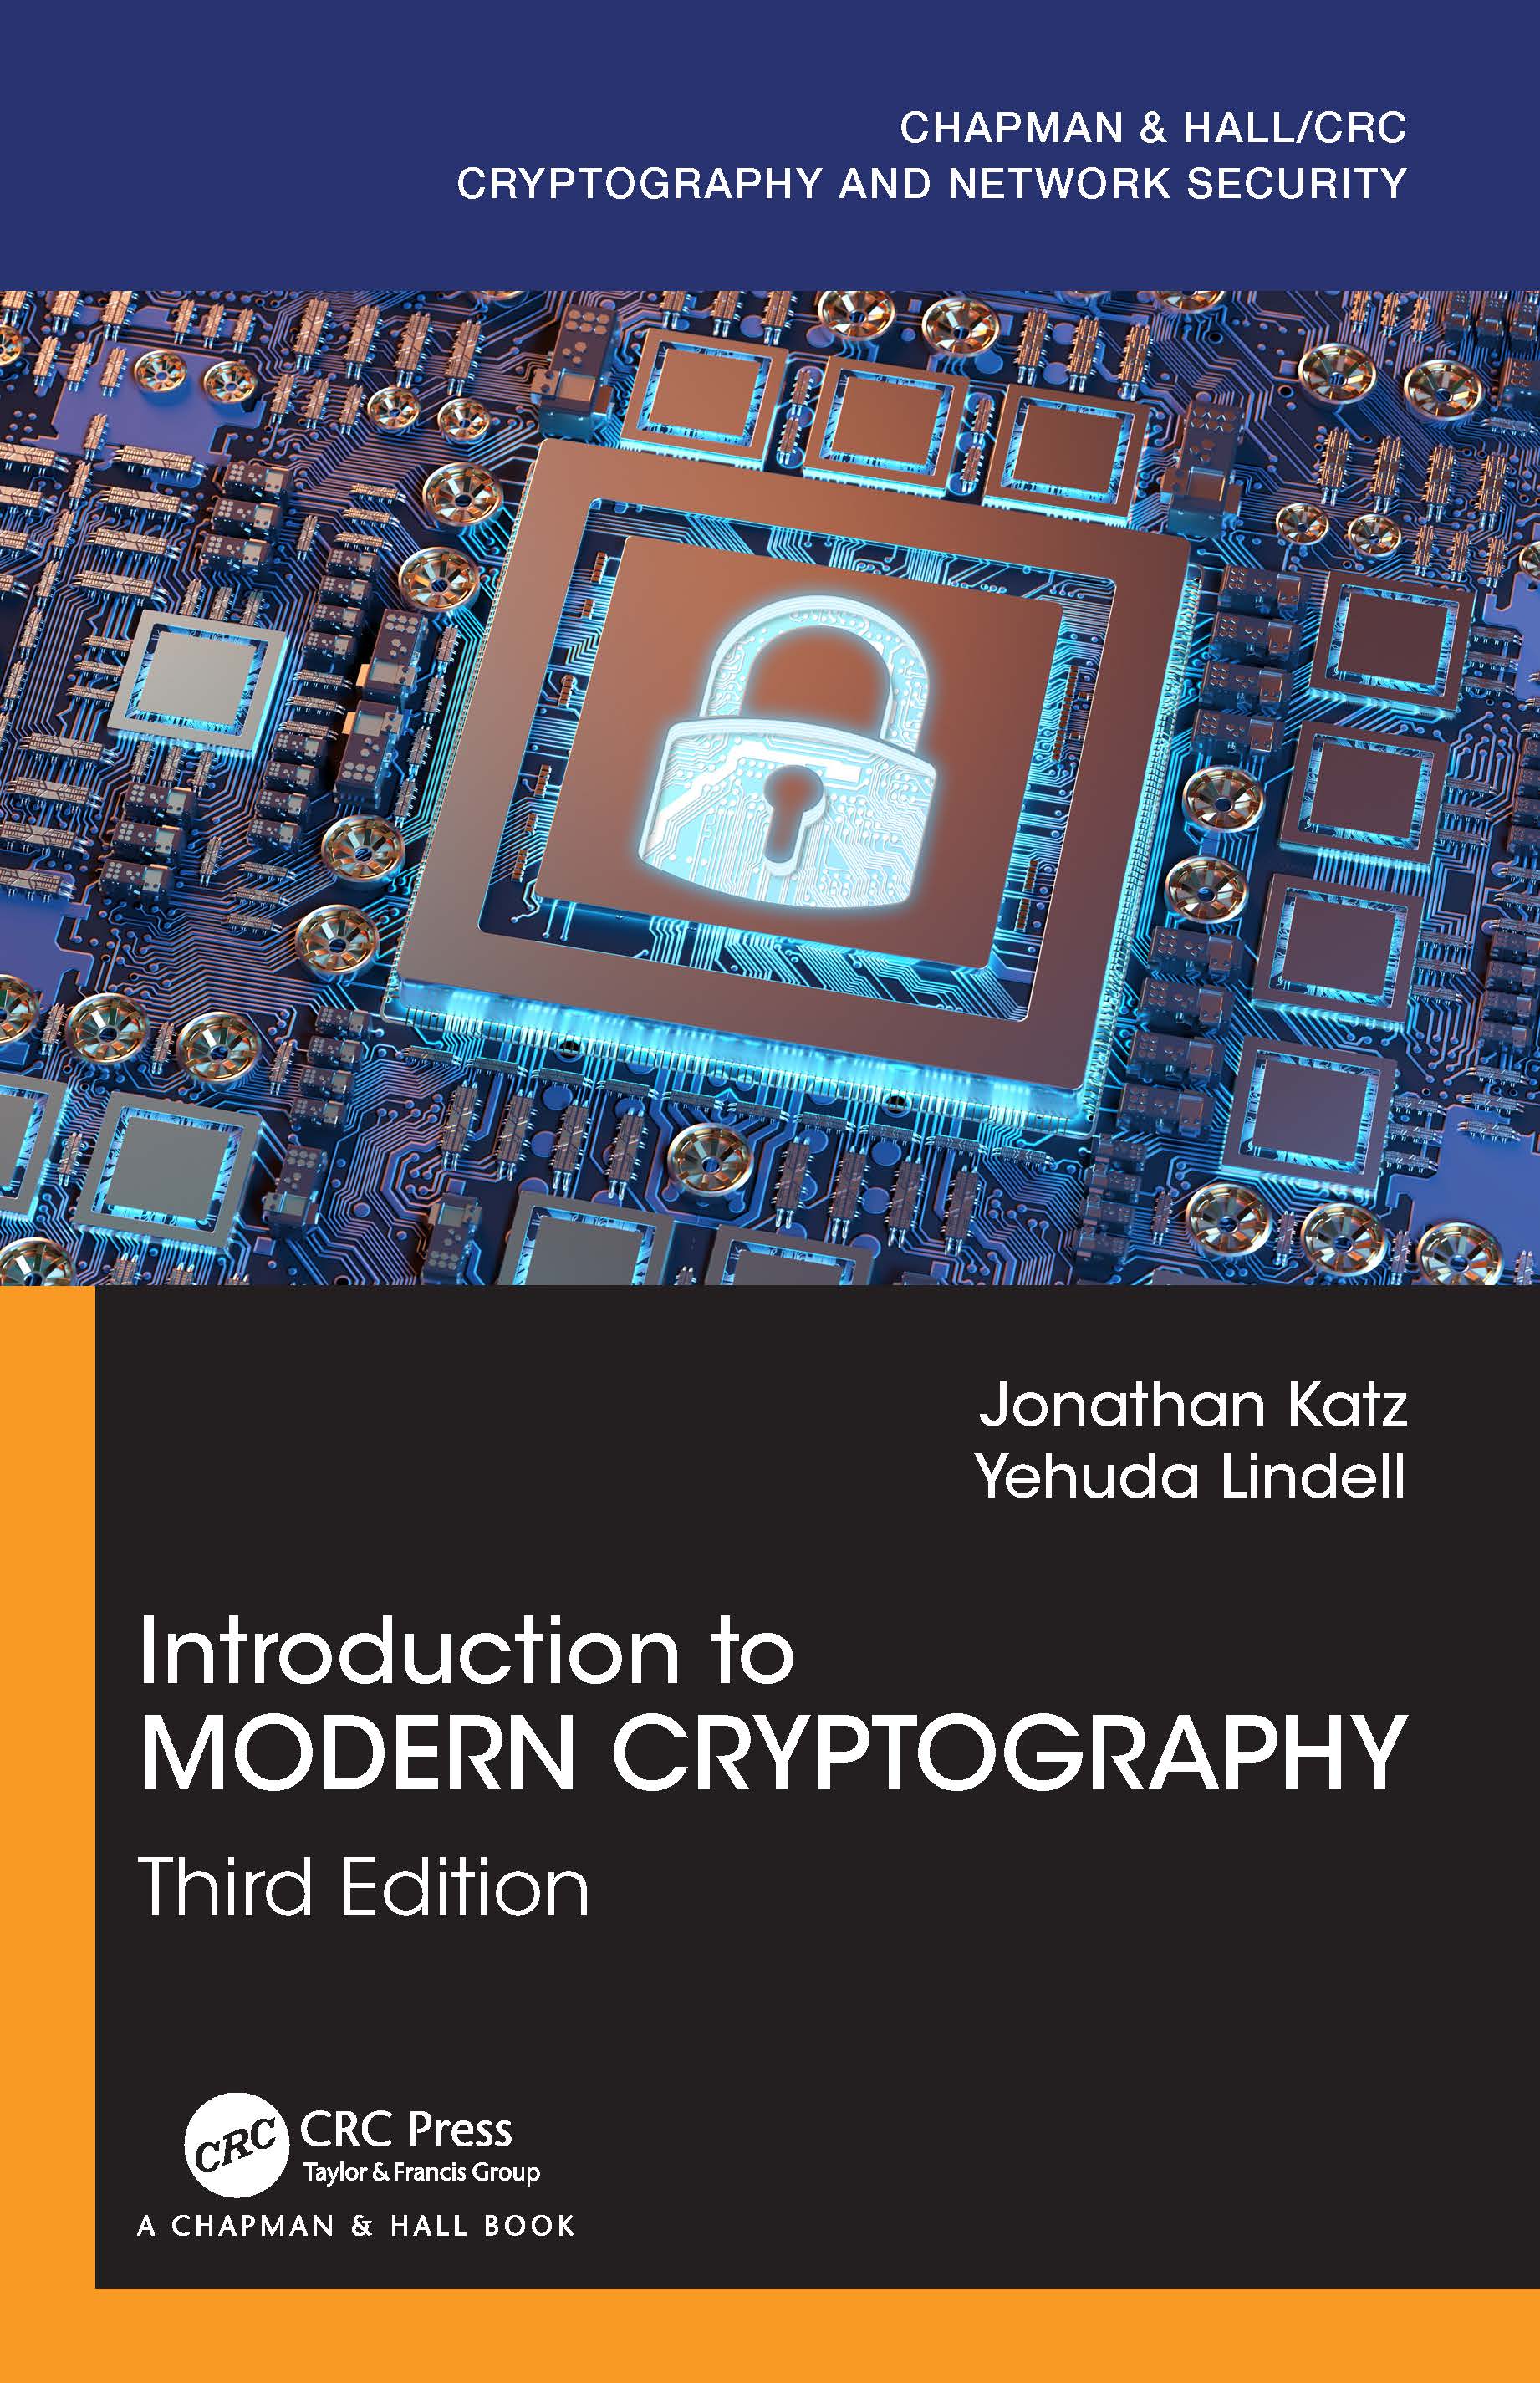 CHAPMAN & HALL/CRC
CRYPTOGRAPHY AND NETWORK SECURITY
Jonathan Katz
Yehuda Lindell
Introduction to
MODERN CRYPTOGRAPHY
Third Edition
CRC
CRC Press
Taylor & Francis Group
A CHAPMAN & HALL BOOK